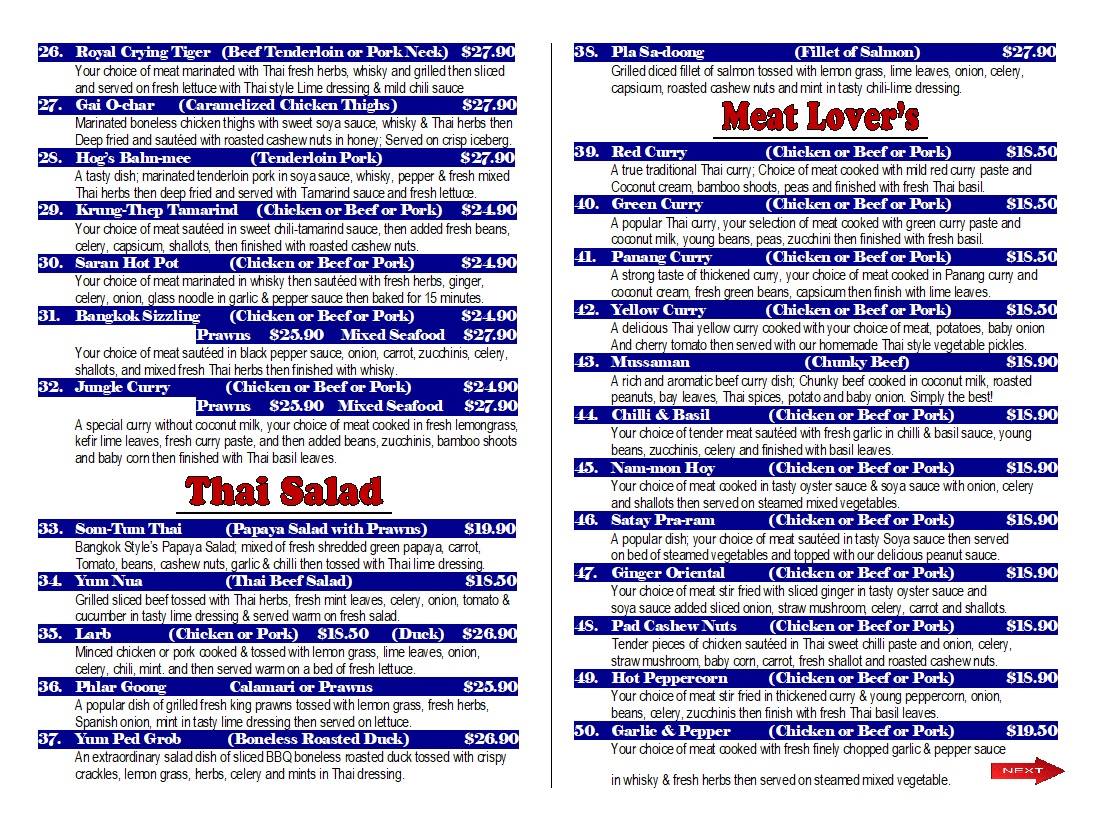 26. Royal Crying Tiger (Beef Tenderloin or Pork Neck) $27.90
Your choice of meat marinated with Thai fresh herbs, whisky and grilled then sliced
and served on fresh lettuce with Thai style Lime dressing & mild chili sauce
27. Gai O-char (Caramelized Chicken Thighs) $27.90
Marinated boneless chicken thighs with sweet soya sauce, whisky & Thai herbs then
Deep fried and sautéed with roasted cashew nuts in honey; Served on crisp iceberg.
28. Hog's Bahn-mee (Tenderloin Pork) $27.90
A tasty dish; marinated tenderloin pork in soya sauce, whisky, pepper & fresh mixed
Thai herbs then deep fried and served with Tamarind sauce and fresh lettuce.
29. Krung-Thep Tamarind (Chicken or Beef or Pork) $24.90
Your choice of meat sautéed in sweet chili-tamarind sauce, then added fresh beans,
celery, capsicum, shallots, then finished with roasted cashew nuts.
30. Saran Hot Pot (Chicken or Beef or Pork) $24.90
Your choice of meat marinated in whisky then sautéed with fresh herbs, ginger,
celery, onion, glass noodle in garlic & pepper sauce then baked for 15 minutes.
31. Bangkok Sizzling (Chicken or Beef or Pork) $24.90
Prawns $25.90 Mixed Seafood $27.90
Your choice of meat sautéed in black pepper sauce, onion, carrot, zucchinis, celery,
shallots, and mixed fresh Thai herbs then finished with whisky.
32. Jungle Curry (Chicken or Beef or Pork) $24.90
Prawns $25.90 Mixed Seafood $27.90
A special curry without coconut milk, your choice of meat cooked in fresh lemongrass,
kefir lime leaves, fresh curry paste, and then added beans, zucchinis, bamboo shoots
and baby corn then finished with Thai basil leaves.
Thai Salad
33. Som-Tum Thai (Papaya Salad with Prawns) $19.90
Bangkok Style's Papaya Salad; mixed of fresh shredded green papaya, carrot,
Tomato, beans, cashew nuts, garlic & chilli then tossed with Thai lime dressing.
34. Yum Nua (Thai Beef Salad) $18.50
Grilled sliced beef tossed with Thai herbs, fresh mint leaves, celery, onion, tomato &
cucumber in tasty lime dressing & served warm on fresh salad.
35. Larb (Chicken or Pork) $18.50 (Duck) $26.90
Minced chicken or pork cooked & tossed with lemon grass, lime leaves, onion,
celery, chili, mint. and then served warm on a bed of fresh lettuce.
36. Phlar Goong Calamari or Prawns $25.90
A popular dish of grilled fresh king prawns tossed with lemon grass, fresh herbs,
Spanish onion, mint in tasty lime dressing then served on lettuce.
37. Yum Ped Grob (Boneless Roasted Duck) $26.90
An extraordinary salad dish of sliced BBQ boneless roasted duck tossed with crispy
crackles, lemon grass, herbs, celery and mints in Thai dressing.
38. Pla Sa-doong (Fillet of Salmon) $27.90
Grilled diced fillet of salmon tossed with lemon grass, lime leaves, onion, celery,
capsicum, roasted cashew nuts and mint in tasty chili-lime dressing.
Meat Lover's
39. Red Curry (Chicken or Beef or Pork) $18.50
A true traditional Thai curry; Choice of meat cooked with mild red curry paste and
Coconut cream, bamboo shoots, peas and finished with fresh Thai basil.
40. Green Curry (Chicken or Beef or Pork) $18.50
A popular Thai curry, your selection of meat cooked with green curry paste and
coconut milk, young beans, peas, zucchini then finished with fresh basil.
41. Panang Curry (Chicken or Beef or Pork) $18.50
A strong taste of thickened curry, your choice of meat cooked in Panang curry and
coconut cream, fresh green beans, capsicum then finish with lime leaves.
42. Yellow Curry (Chicken or Beef or Pork) $18.50
A delicious Thai yellow curry cooked with your choice of meat, potatoes, baby onion
And cherry tomato then served with our homemade Thai style vegetable pickles.
43. Mussaman (Chunky Beef) $18.90
A rich and aromatic beef curry dish; Chunky beef cooked in coconut milk, roasted
peanuts, bay leaves, Thai spices, potato and baby onion. Simply the best!
44. Chilli & Basil (Chicken or Beef or Pork) $18.90
Your choice of tender meat sautéed with fresh garlic in chilli & basil sauce, young
beans, zucchinis, celery and finished with basil leaves.
45. Nam-mon Hoy (Chicken or Beef or Pork) $18.90
Your choice of meat cooked in tasty oyster sauce & soya sauce with onion, celery
and shallots then served on steamed mixed vegetables.
46. Satay Pra-ram (Chicken or Beef or Pork) $18.90
A popular dish; your choice of meat sautéed in tasty Soya sauce then served
on bed of steamed vegetables and topped with our delicious peanut sauce.
47. Ginger Oriental (Chicken or Beef or Pork) $18.90
Your choice of meat stir fried with sliced ginger in tasty oyster sauce and
soya sauce added sliced onion, straw mushroom, celery, carrot and shallots.
48. Pad Cashew Nuts (Chicken or Beef or Pork) $18.90
Tender pieces of chicken sautéed in Thai sweet chilli paste and onion, celery,
straw mushroom, baby corn, carrot, fresh shallot and roasted cashew nuts.
49. Hot Peppercorn (Chicken or Beef or Pork) $18.90
Your choice of meat stir fried in thickened curry & young peppercorn, onion,
beans, celery, zucchinis then finish with fresh Thai basil leaves.
50. Garlic & Pepper (Chicken or Beef or Pork) $19.50
Your choice of meat cooked with fresh finely chopped garlic & pepper sauce
in whisky & fresh herbs then served on steamed mixed vegetable.
NEXT